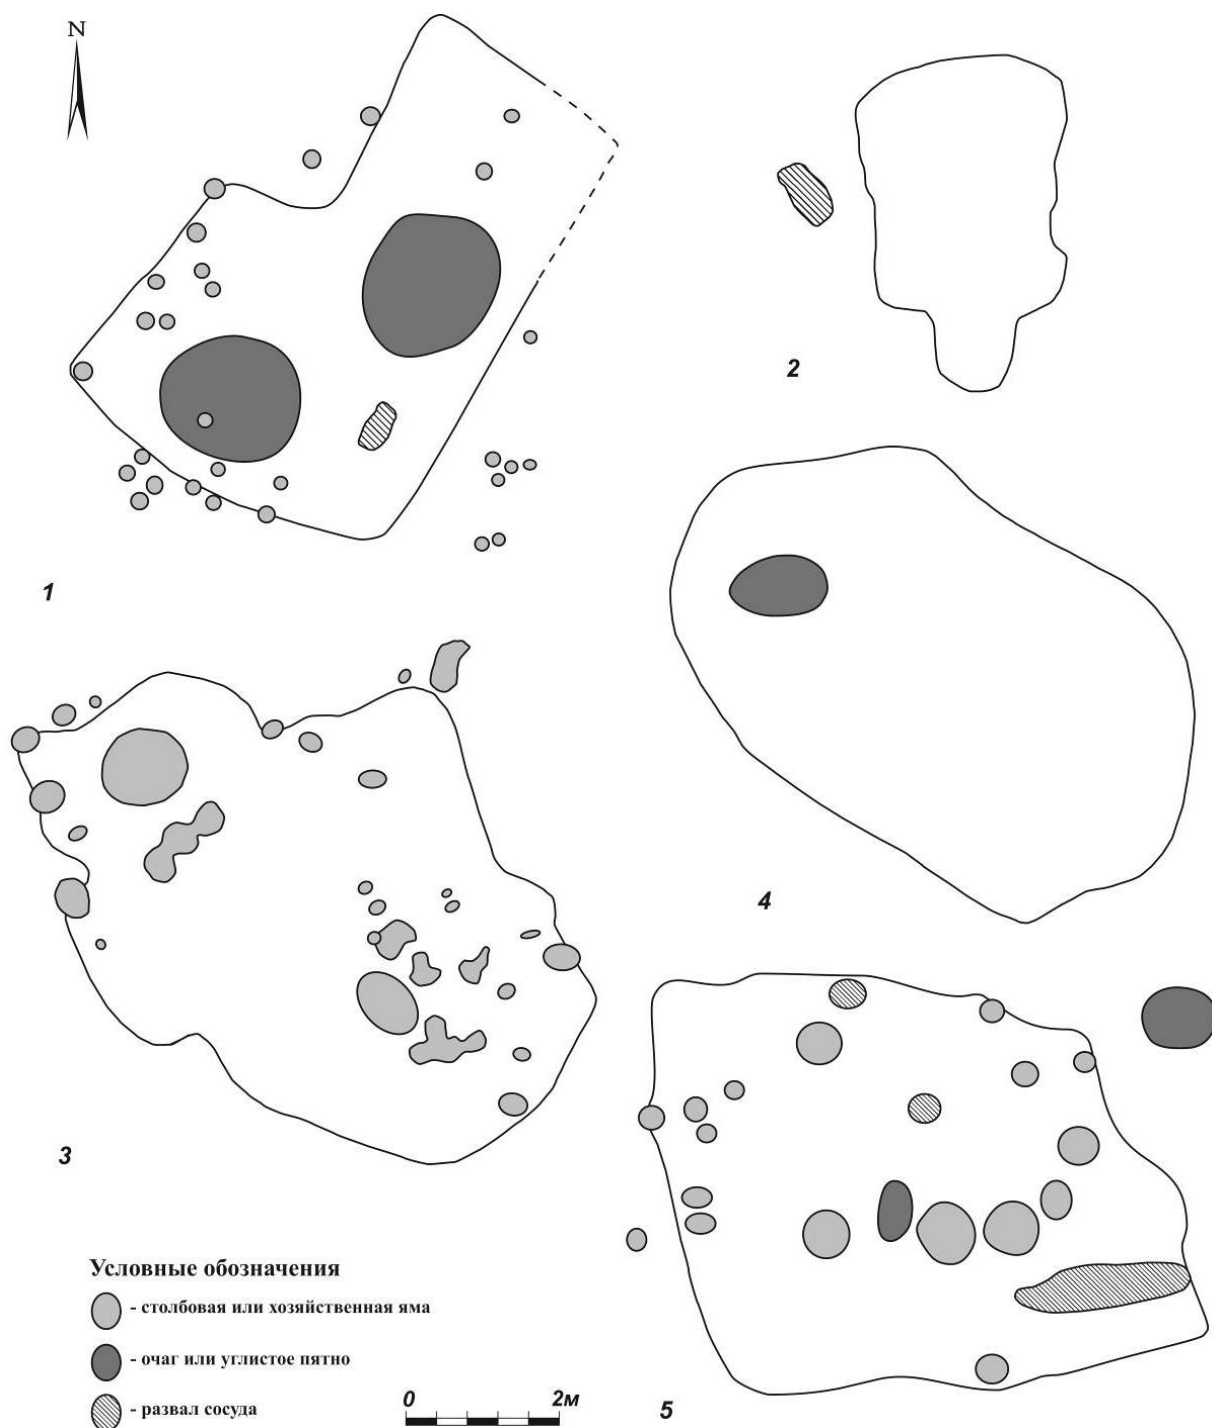 N
1
2
3
4
5
Условные обозначения
- столбовая или хозяйственная яма
- очаг или углистое пятно
- развал сосуда
0 2м